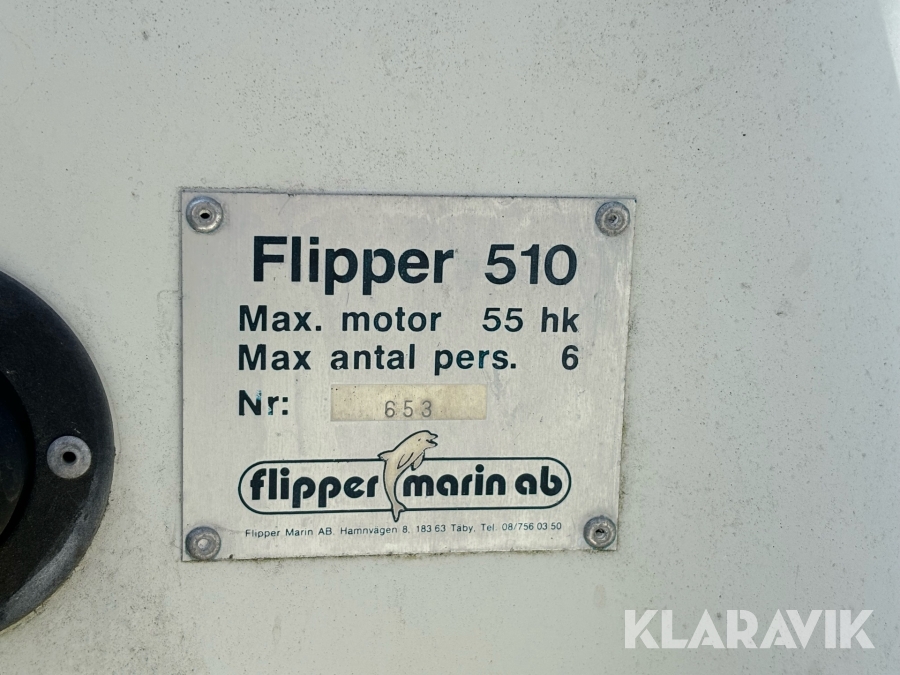 Flipper 510
Max. motor 55 hk
Max antal pers. 6
Nr: 653
flipper marin ab
Flipper Marin AB. Hamnvägen 8, 183 63 Täby. Tel. 08/756 03 50
KLARAVIK